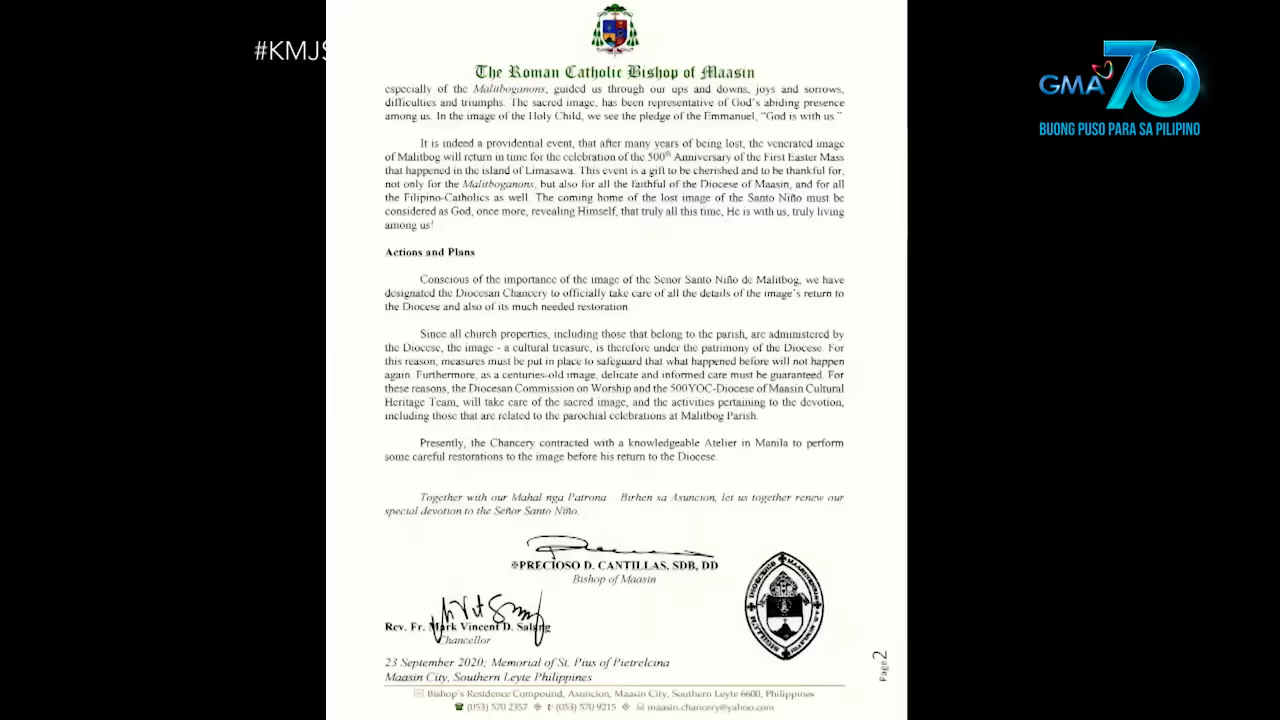 #KMJS
GMA 70
BUONG PUSO PARA SA PILIPINO
The Roman Catholic Bishop of Maasin
especially of the Malitboganons, guided us through our ups and downs, joys and sorrows,
difficulties and triumphs. The sacred image, has been representative of God's abiding presence
among us. In the image of the Holy Child, we see the pledge of the Emmanuel, "God is with us."
It is indeed a providential event, that after many years of being lost, the venerated image
of Malitbog will return in time for the celebration of the 500th Anniversary of the First Easter Mass
that happened in the island of Limasawa. This event is a gift to be cherished and to be thankful for,
not only for the Malitboganons, but also for all the faithful of the Diocese of Maasin, and for all
the Filipino-Catholics as well. The coming home of the lost image of the Santo Niño must be
considered as God, once more, revealing Himself, that truly all this time, He is with us, truly living
among us!
Actions and Plans
Conscious of the importance of the image of the Senor Santo Niño de Malitbog, we have
designated the Diocesan Chancery to officially take care of all the details of the image's return to
the Diocese and also of its much needed restoration.
Since all church properties, including those that belong to the parish, are administered by
the Diocese, the image - a cultural treasure, is therefore under the patrimony of the Diocese. For
this reason, measures must be put in place to safeguard that what happened before will not happen
again. Furthermore, as a centuries-old image, delicate and informed care must be guaranteed. For
these reasons, the Diocesan Commission on Worship and the 500YOC-Diocese of Maasin Cultural
Heritage Team, will take care of the sacred image, and the activities pertaining to the devotion,
including those that are related to the parochial celebrations at Malitbog Parish.
Presently, the Chancery contracted with a knowledgeable Atelier in Manila to perform
some careful restorations to the image before his return to the Diocese.
Together with our Mahal nga Patrona Birhen sa Asuncion, let us together renew our
special devotion to the Señor Santo Niño.
✠PRECIOSO D. CANTILLAS, SDB, DD
Bishop of Maasin
Rev. Fr. Mark Vincent D. Salang
Chancellor
23 September 2020; Memorial of St. Pius of Pietrelcina
Maasin City, Southern Leyte Philippines
Page 2
Bishop's Residence Compound, Asuncion, Maasin City, Southern Leyte 6600, Philippines
(053) 570 2357 (053) 570 9215 maasin.chancery@yahoo.com